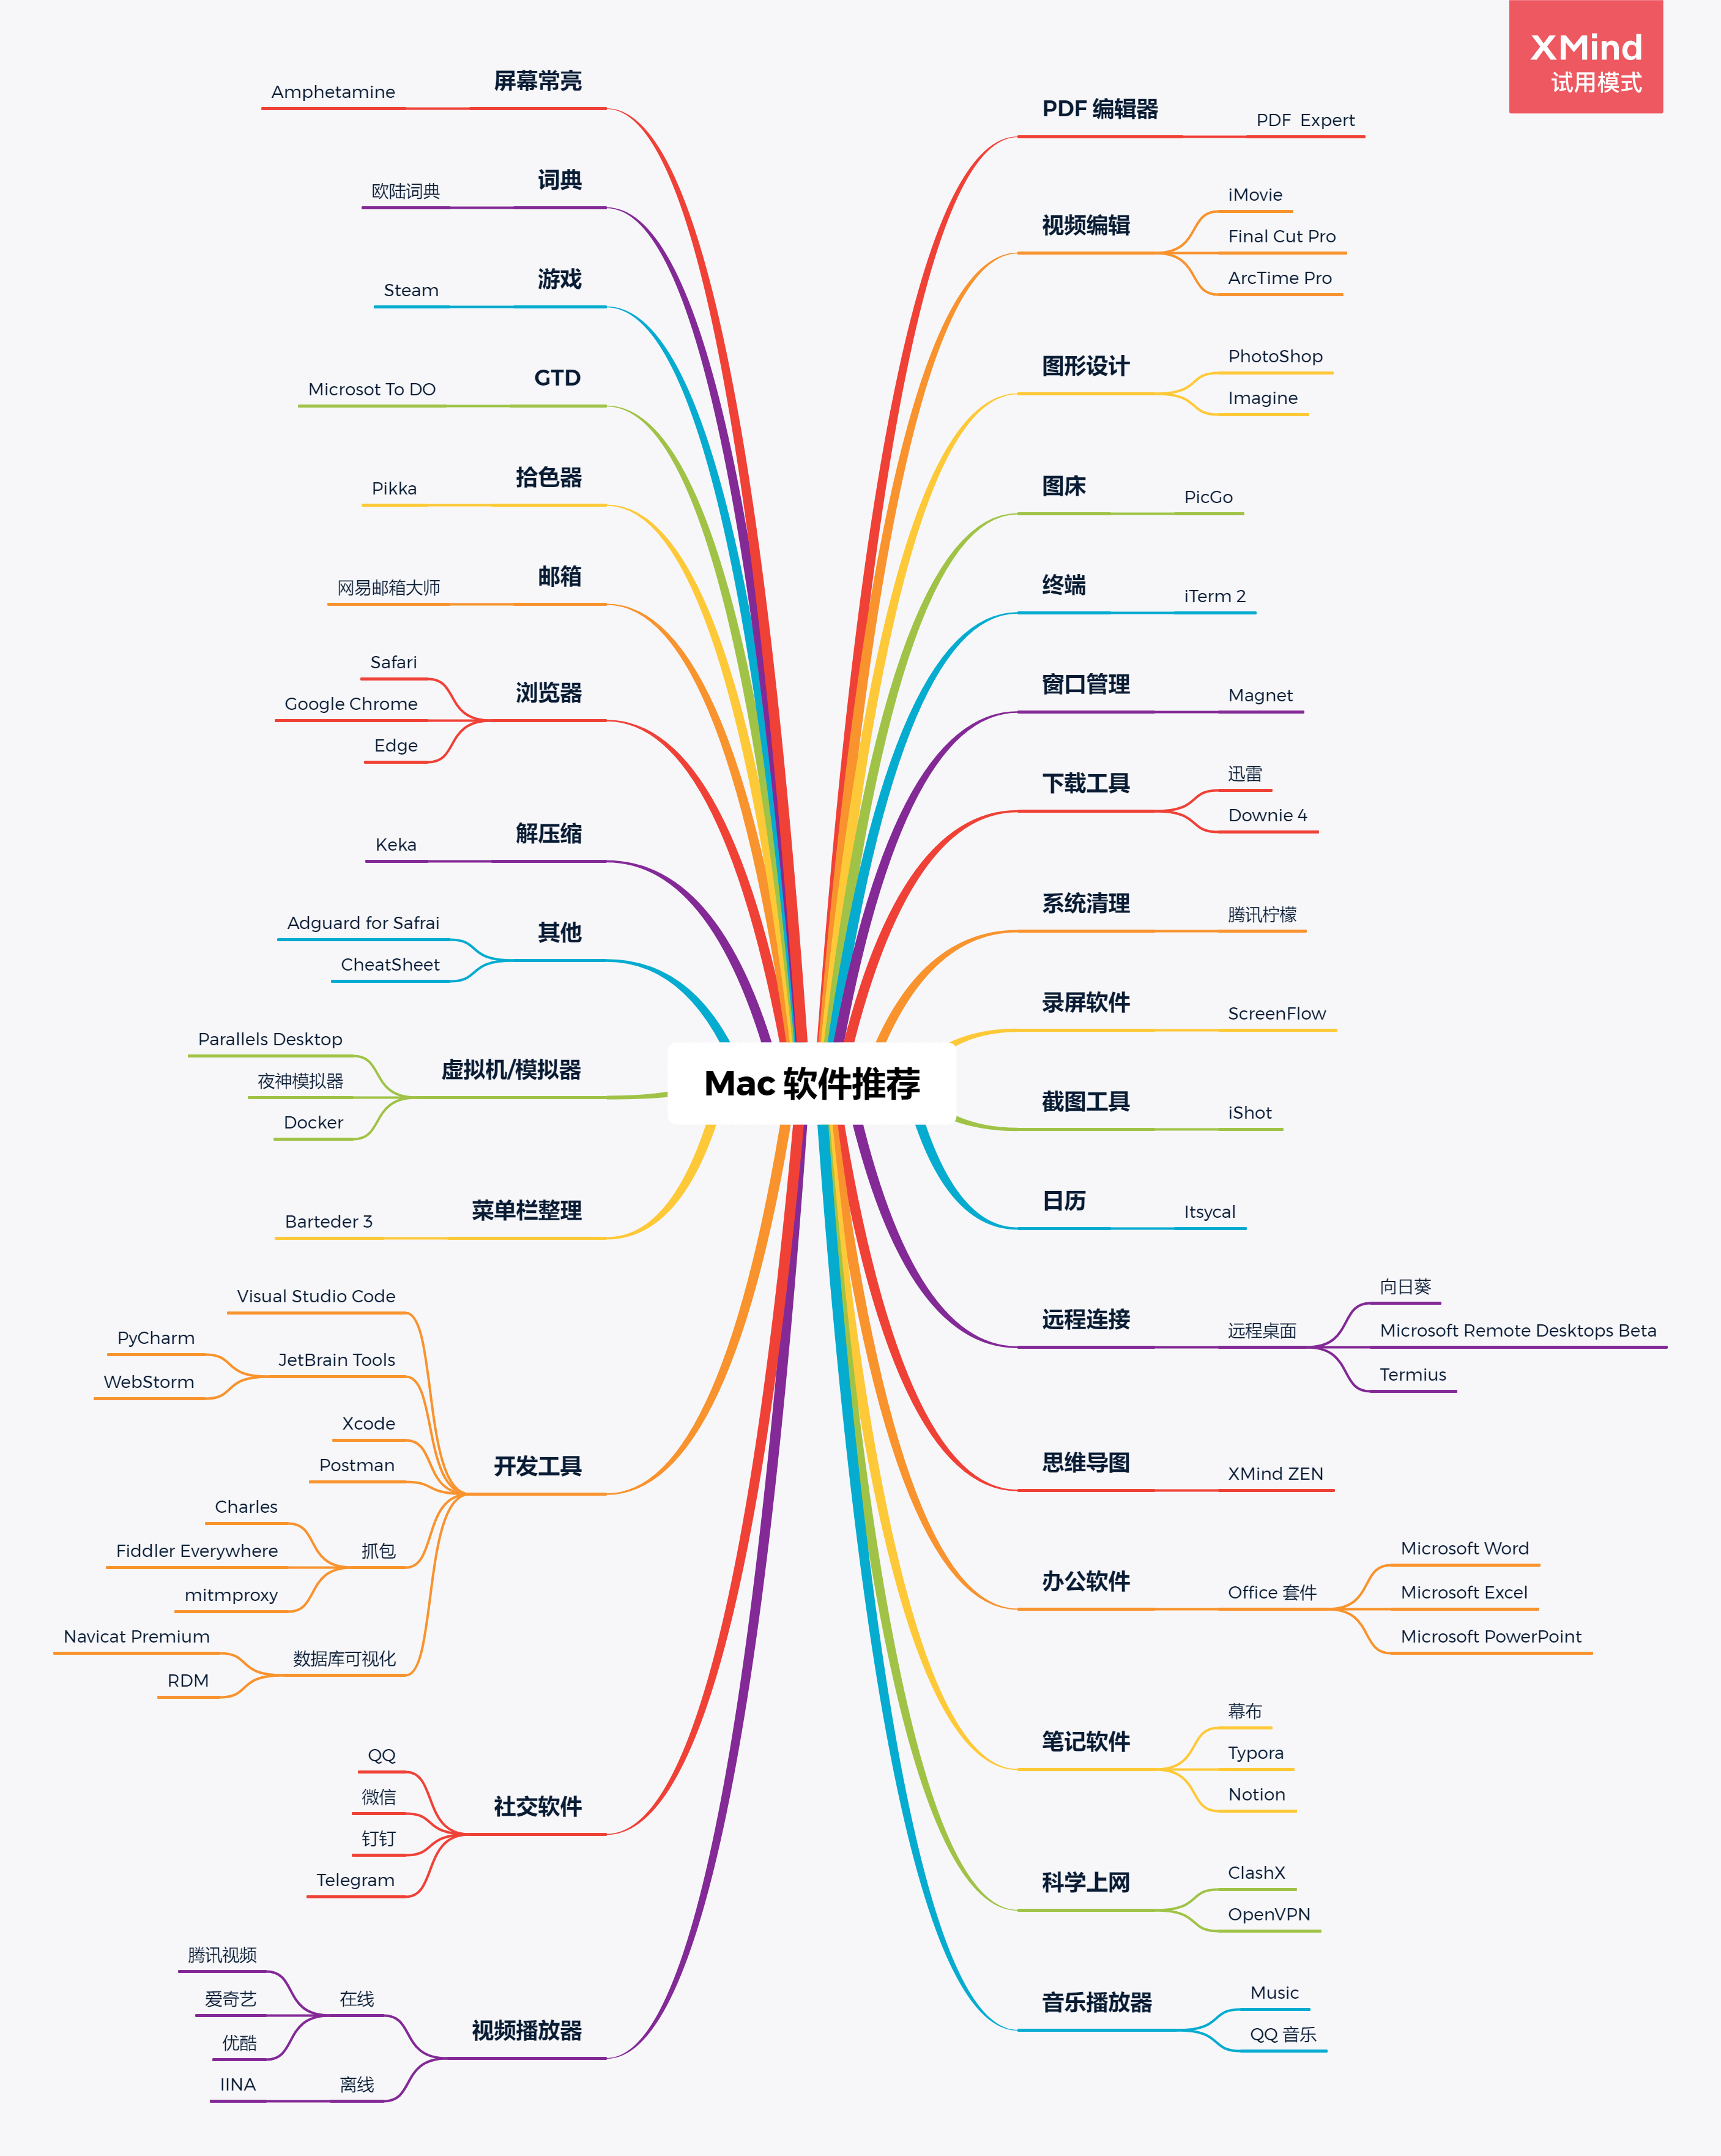 XMind
试用模式
Mac 软件推荐
PDF 编辑器
PDF  Expert
视频编辑
iMovie
Final Cut Pro
ArcTime Pro
图形设计
PhotoShop
Imagine
图床
PicGo
终端
iTerm 2
窗口管理
Magnet
下载工具
迅雷
Downie 4
系统清理
腾讯柠檬
录屏软件
ScreenFlow
截图工具
iShot
日历
Itsycal
远程连接
远程桌面
向日葵
Microsoft Remote Desktops Beta
Termius
思维导图
XMind ZEN
办公软件
Office 套件
Microsoft Word
Microsoft Excel
Microsoft PowerPoint
笔记软件
幕布
Typora
Notion
科学上网
ClashX
OpenVPN
音乐播放器
Music
QQ 音乐
屏幕常亮
Amphetamine
词典
欧陆词典
游戏
Steam
GTD
Microsot To DO
拾色器
Pikka
邮箱
网易邮箱大师
浏览器
Safari
Google Chrome
Edge
解压缩
Keka
其他
Adguard for Safrai
CheatSheet
虚拟机/模拟器
Parallels Desktop
夜神模拟器
Docker
菜单栏整理
Barteder 3
开发工具
Visual Studio Code
JetBrain Tools
PyCharm
WebStorm
Xcode
Postman
抓包
Charles
Fiddler Everywhere
mitmproxy
数据库可视化
Navicat Premium
RDM
社交软件
QQ
微信
钉钉
Telegram
视频播放器
在线
腾讯视频
爱奇艺
优酷
离线
IINA